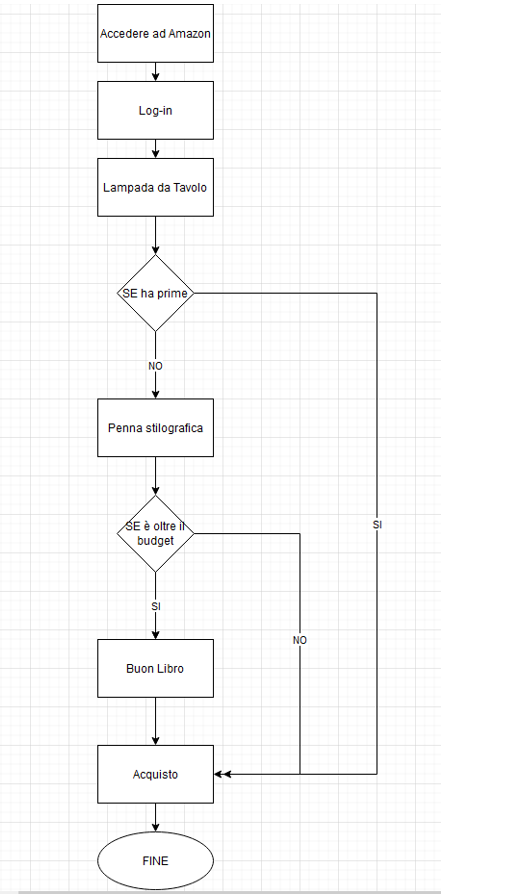 Accedere ad Amazon
Log-in
Lampada da Tavolo
SE ha prime
NO
Penna stilografica
SE è oltre il
budget
SI
SI
NO
Buon Libro
Acquisto
FINE